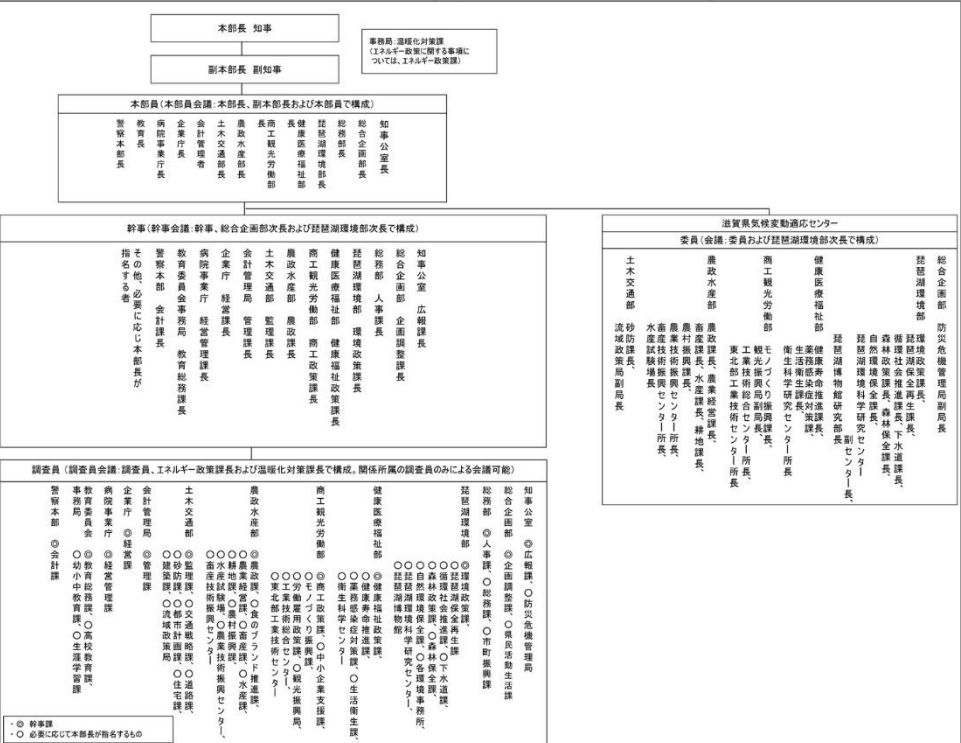 本部長 知事
副本部長 副知事
事務局:温暖化対策課
(エネルギー政策に関する事項に
ついては、エネルギー政策課)
本部員(本部員会議:本部長、副本部長および本部員で構成)
知事公室長
総合企画部長
総務部長
琵琶湖環境部長
健康医療福祉部
長
商工観光労働部
長
農政水産部長
土木交通部長
会計管理者
企業庁長
病院事業庁長
教育長
警察本部長
幹事(幹事会議:幹事、総合企画部次長および琵琶湖環境部次長で構成)
知事公室 広報課長
総合企画部 企画調整課長
総務部 人事課長
琵琶湖環境部 環境政策課長
健康医療福祉部 健康福祉政策課長
商工観光労働部 商工政策課長
農政水産部 農政課長
土木交通部 監理課長
会計管理局 管理課長
企業庁 経営課長
病院事業庁 経営管理課長
教育委員会事務局 教育総務課長
警察本部 会計課長
その他、必要に応じ本部長が
指名する者
滋賀県気候変動適応センター
委員(会議:委員および琵琶湖環境部次長で構成)
総合企画部 防災危機管理局副局長
琵琶湖環境部 環境政策課長、
琵琶湖保全再生課長、
循環社会推進課長、下水道課長、
森林政策課長、森林保全課長、
自然環境保全課長、
琵琶湖環境科学研究センター
副センター長、
琵琶湖博物館研究部長
健康医療福祉部 健康寿命推進課長、
薬務感染症対策課、
生活衛生課長、
衛生科学研究センター所長
商工観光労働部 モノづくり振興課長、
観光振興局副局長、
工業技術総合センター所長、
東北部工業技術センター所長
農政水産部 農政課長、農業経営課長、
畜産課長、水産課長、耕地課長、
農村振興課長、
農業技術振興センター所長、
畜産技術振興センター所長、
水産試験場長
土木交通部 砂防課長、
流域政策局副局長
調査員(調査員会議:調査員、エネルギー政策課長および温暖化対策課長で構成。関係所属の調査員のみによる会議可能)
知事公室 ◎広報課、○防災危機管理局
総合企画部 ◎企画調整課、○県民活動生活課
総務部 ◎人事課、○総務課、○市町振興課
琵琶湖環境部 ◎環境政策課、
○琵琶湖保全再生課
○循環社会推進課、○下水道課、
○森林政策課、○森林保全課、
○自然環境保全課、○各環境事務所、
○琵琶湖環境科学研究センター、
○琵琶湖博物館
健康医療福祉部 ◎健康福祉政策課、
○健康寿命推進課、
○薬務感染症対策課、○生活衛生課、
○衛生科学センター
商工観光労働部 ◎商工政策課、○中小企業支援課、
○モノづくり振興課、
○労働雇用政策課、○観光振興局、
○工業技術総合センター、
○東北部工業技術センター
農政水産部 ◎農政課、○食のブランド推進課、
○農業経営課、○畜産課、○水産課、
○耕地課、○農村振興課、
○水産試験場、○農業技術振興センター、
○畜産技術振興センター
土木交通部 ◎監理課、○交通戦略課、○道路課、
○砂防課、○都市計画課、○住宅課、
○建築課、○流域政策局
会計管理局 ◎管理課
企業庁 ◎経営課
病院事業庁 ◎経営管理課
教育委員会 ◎教育総務課、○高校教育課、
事務局 ○幼小中教育課、○生涯学習課
警察本部 ◎会計課
・◎ 幹事課
・○ 必要に応じて本部長が指名するもの